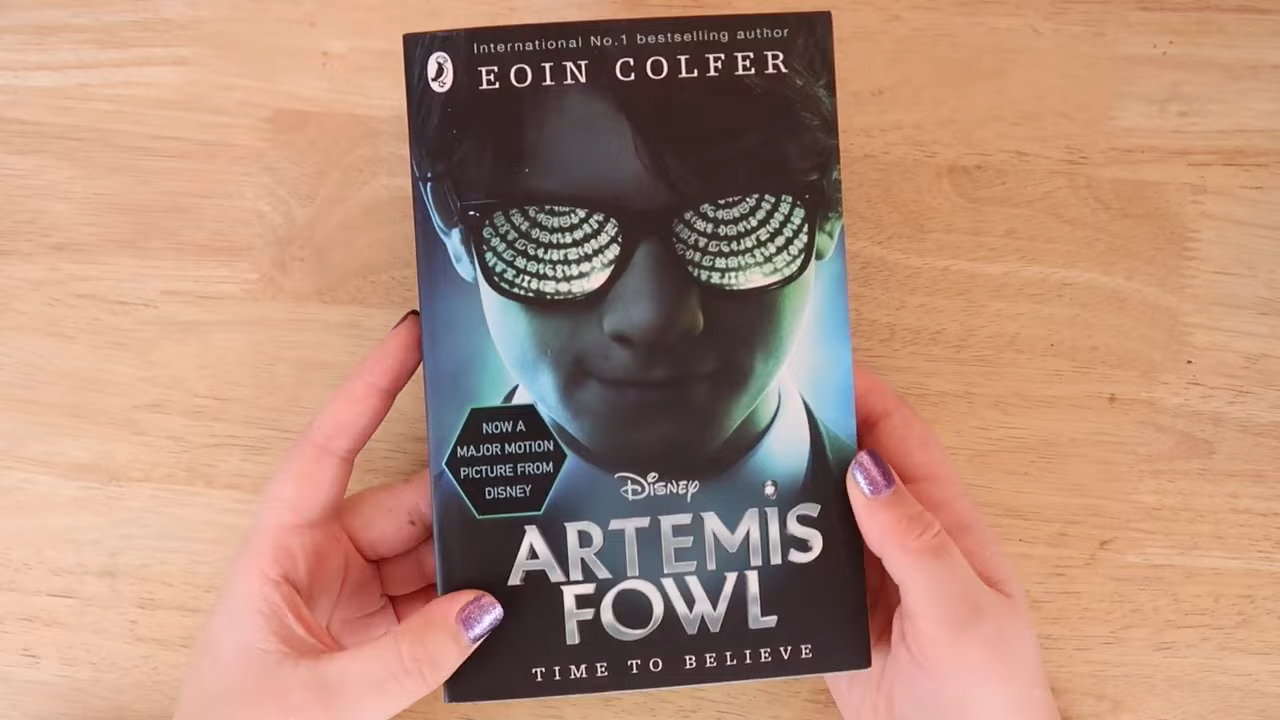 International No.1 bestselling author
EOIN COLFER
NOW A
MAJOR MOTION
PICTURE FROM
DISNEY
DISNEY
ARTEMIS
FOWL
TIME TO BELIEVE